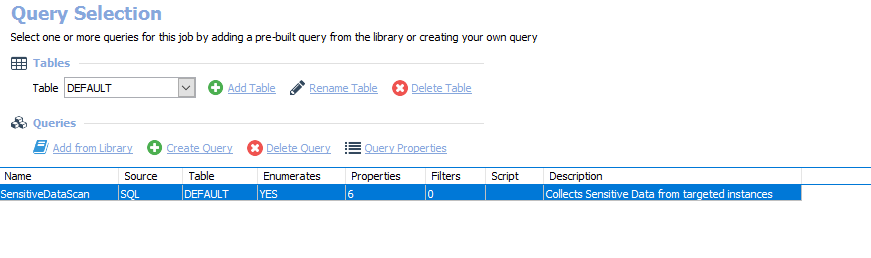 Query Selection
Select one or more queries for this job by adding a pre-built query from the library or creating your own query
Tables
Table DEFAULT Add Table Rename Table Delete Table
Queries
Add from Library Create Query Delete Query Query Properties
Name Source Table Enumerates Properties Filters Script Description
SensitiveDataScan SQL DEFAULT YES 6 0 Collects Sensitive Data from targeted instances